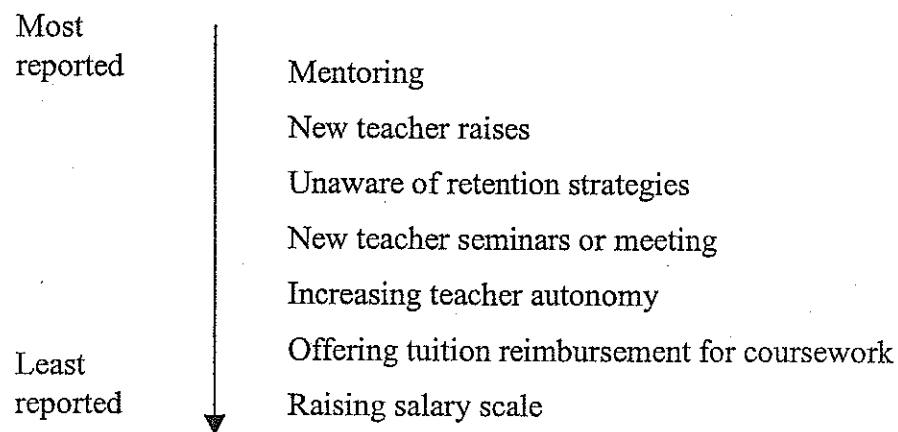 Most
reported
Mentoring
New teacher raises
Unaware of retention strategies
New teacher seminars or meeting
Increasing teacher autonomy
Offering tuition reimbursement for coursework
Least
reported
Raising salary scale